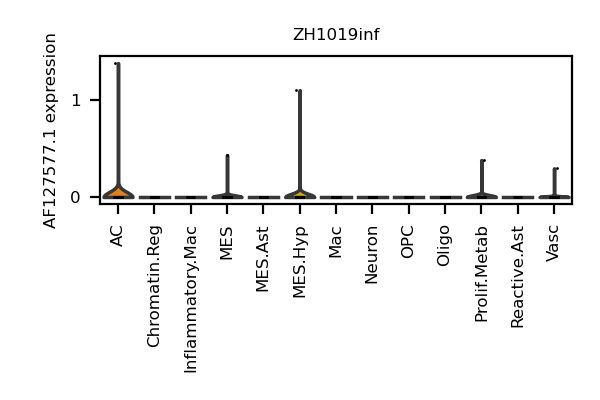 ZH1019inf
AF127577.1 expression
1
0
AC
Chromatin.Reg
Inflammatory.Mac
MES
MES.Ast
MES.Hyp
Mac
Neuron
OPC
Oligo
Prolif.Metab
Reactive.Ast
Vasc